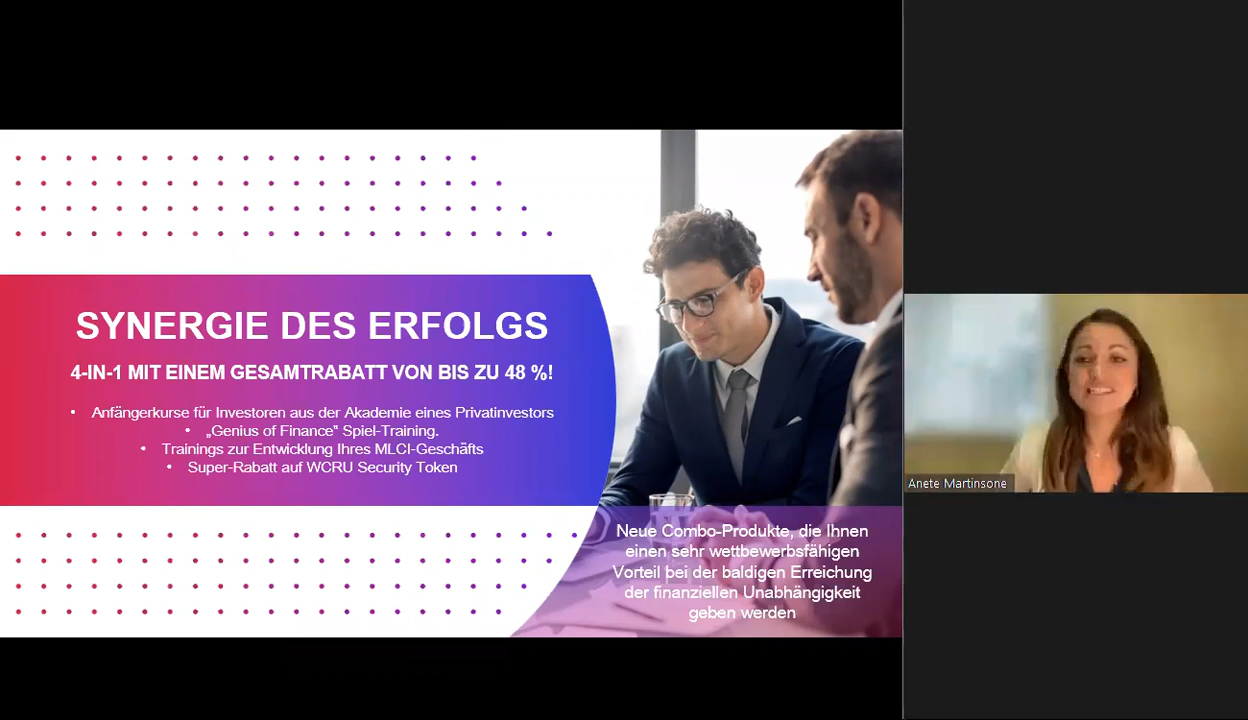 SYNERGIE DES ERFOLGS
4-IN-1 MIT EINEM GESAMTRABATT VON BIS ZU 48 %!
• Anfängerkurse für Investoren aus der Akademie eines Privatinvestors
• „Genius of Finance" Spiel-Training.
• Trainings zur Entwicklung Ihres MLCI-Geschäfts
• Super-Rabatt auf WCRU Security Token
Neue Combo-Produkte, die Ihnen
einen sehr wettbewerbsfähigen
Vorteil bei der baldigen Erreichung
der finanziellen Unabhängigkeit
geben werden
Anete Martinsone